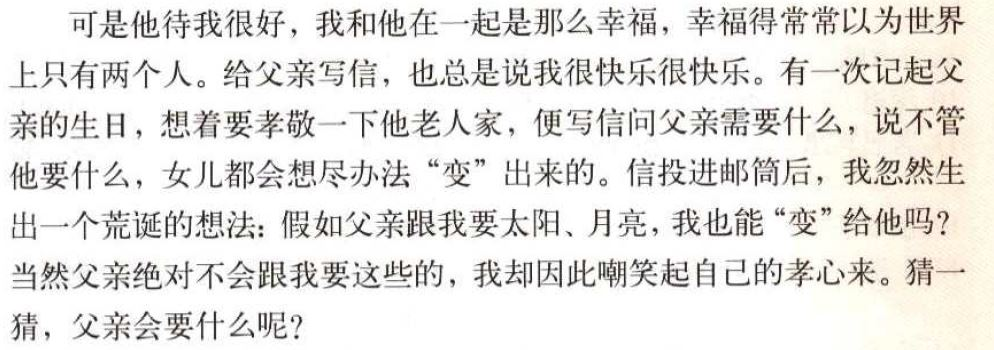 可是他待我很好，我和他在一起是那么幸福，幸福得常常以为世界
上只有两个人。给父亲写信，也总是说我很快乐很快乐。有一次记起父
亲的生日，想着要孝敬一下他老人家，便写信问父亲需要什么，说不管
他要什么，女儿都会想尽办法“变”出来的。信投进邮筒后，我忽然生
出一个荒诞的想法：假如父亲跟我要太阳、月亮，我也能“变”给他吗？
当然父亲绝对不会跟我要这些的，我却因此嘲笑起自己的孝心来。猜一
猜，父亲会要什么呢？